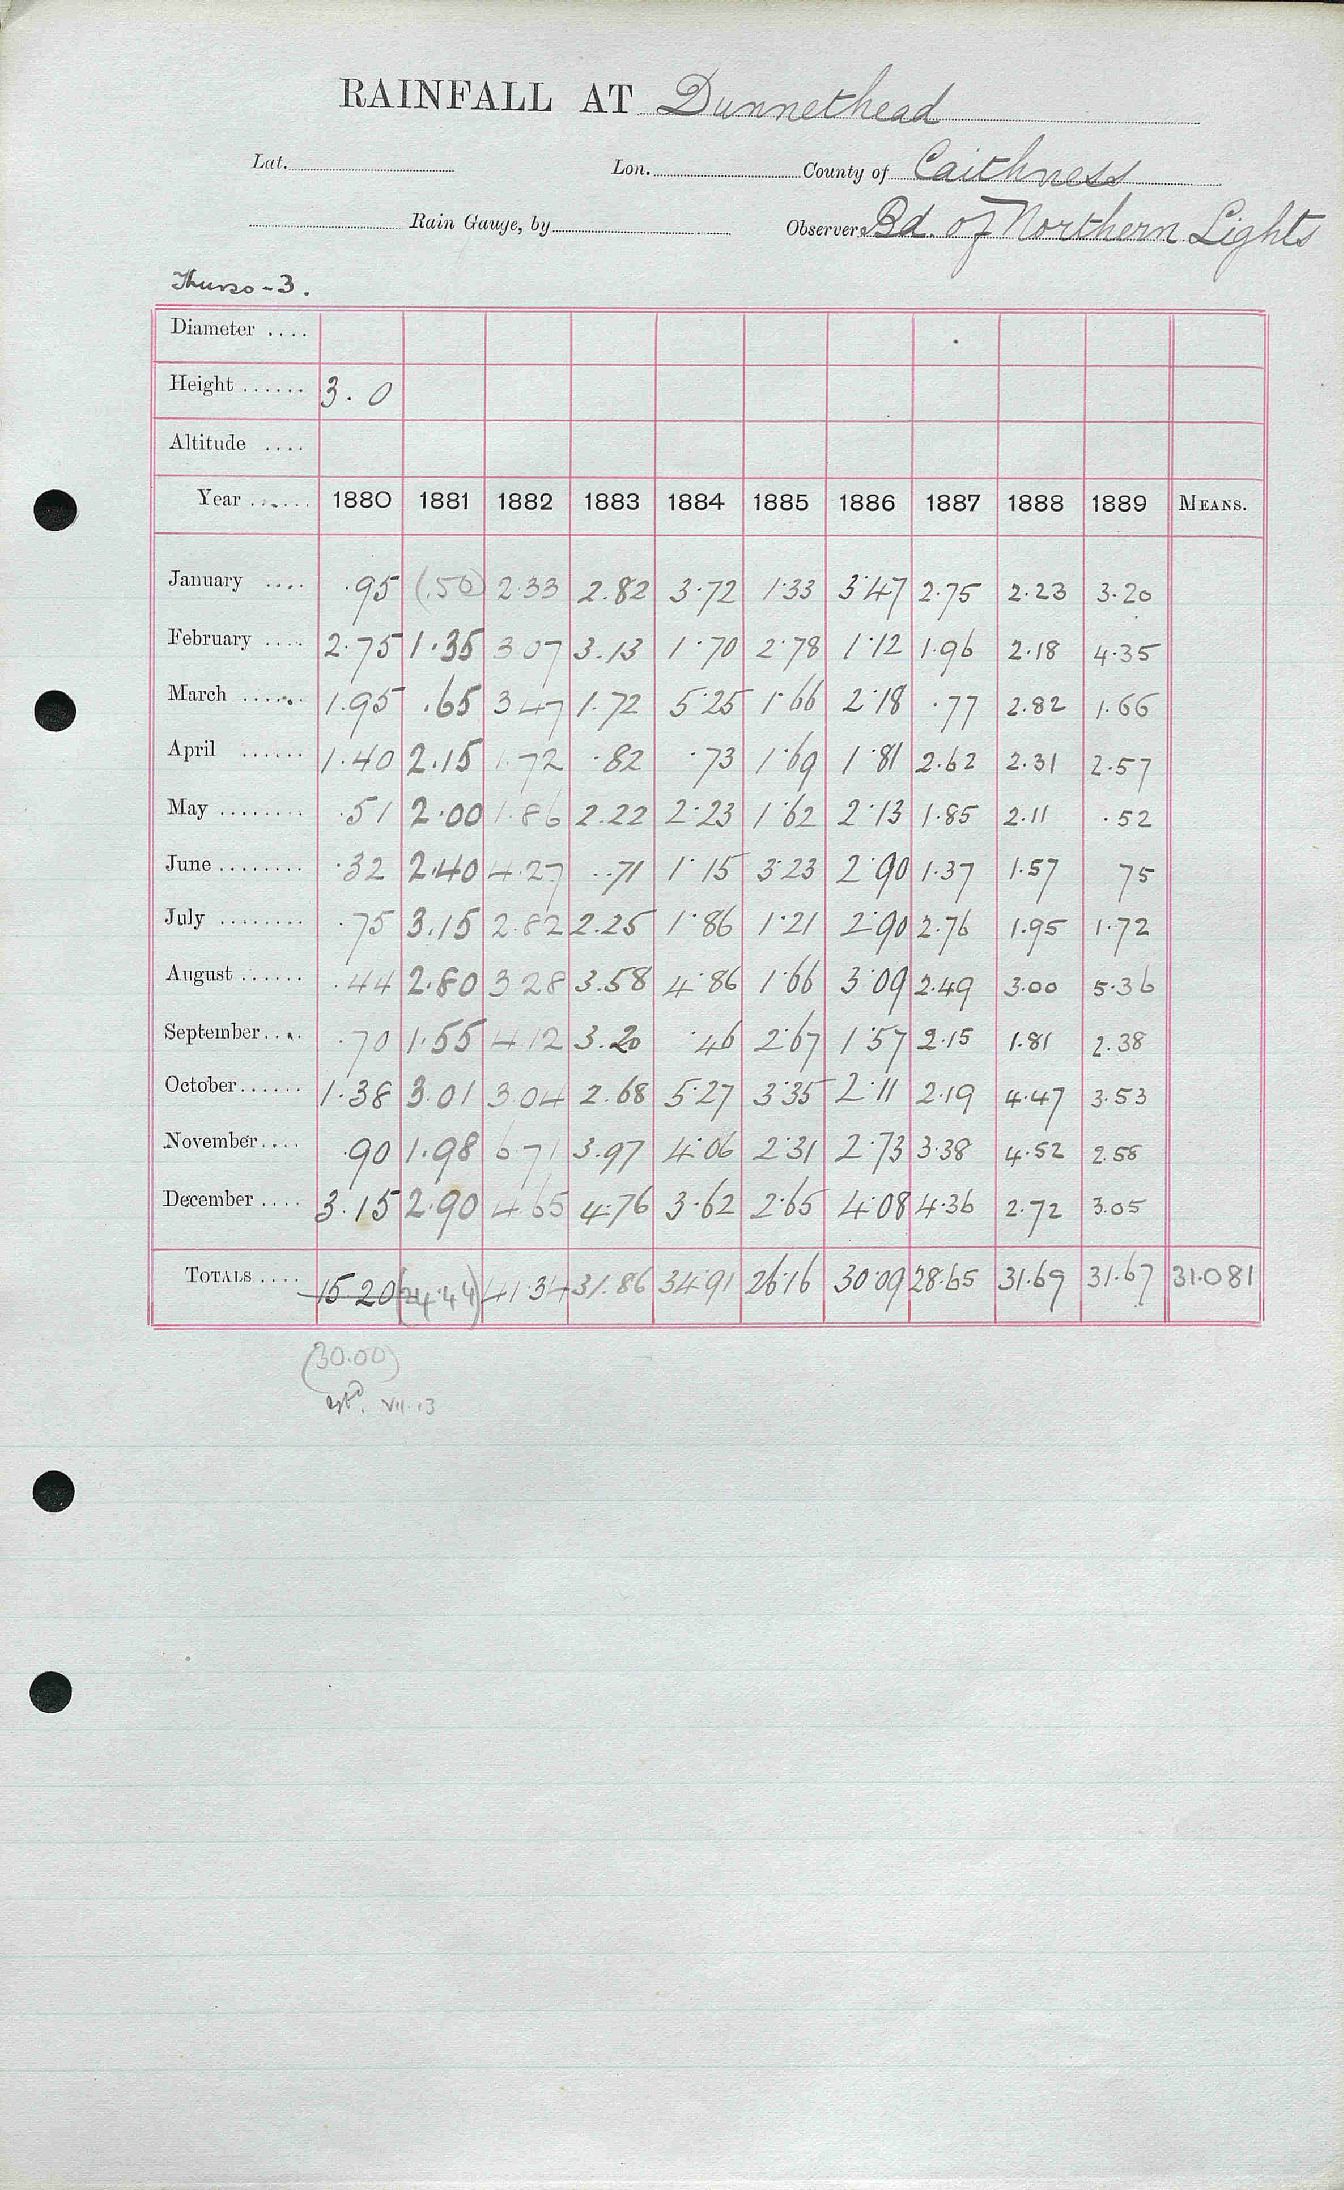 RAINFALL AT Dunnethead
Lat. Lon. County of Caithness
Rain Gauge, by Observer Bd. of Northern Lights
Thurso - 3.
Diameter ....
Height ...... 3.0
Altitude ....
Year ...... 1880 1881 1882 1883 1884 1885 1886 1887 1888 1889 MEANS.
January .... .95 (.50) 2.33 2.82 3.72 1.33 3.47 2.75 2.23 3.20
February .... 2.75 1.35 3.07 3.13 1.70 2.78 1.12 1.96 2.18 4.35
March ...... 1.95 .65 3.47 1.72 5.25 1.66 2.18 .77 2.82 1.66
April ...... 1.40 2.15 1.72 .82 .73 1.69 1.81 2.62 2.31 2.57
May ........ .51 2.00 1.86 2.22 2.23 1.62 2.13 1.85 2.11 .52
June ........ .32 2.40 4.27 .71 1.15 3.23 2.90 1.37 1.57 75
July ........ .75 3.15 2.82 2.25 1.86 1.21 2.90 2.76 1.95 1.72
August ...... .44 2.80 3.28 3.58 4.86 1.66 3.09 2.49 3.00 5.36
September .... .70 1.55 4.12 3.20 .46 2.67 1.57 2.15 1.81 2.38
October ...... 1.38 3.01 3.04 2.68 5.27 3.35 2.11 2.19 4.47 3.53
November .... .90 1.98 6.71 3.97 4.06 2.31 2.73 3.38 4.52 2.58
December .... 3.15 2.90 4.65 4.76 3.62 2.65 4.08 4.36 2.72 3.05
TOTALS .... 15.20 (24.44) 41.34 31.86 34.91 26.16 30.09 28.65 31.69 31.67 31.081
(30.00)
estd. VII.13